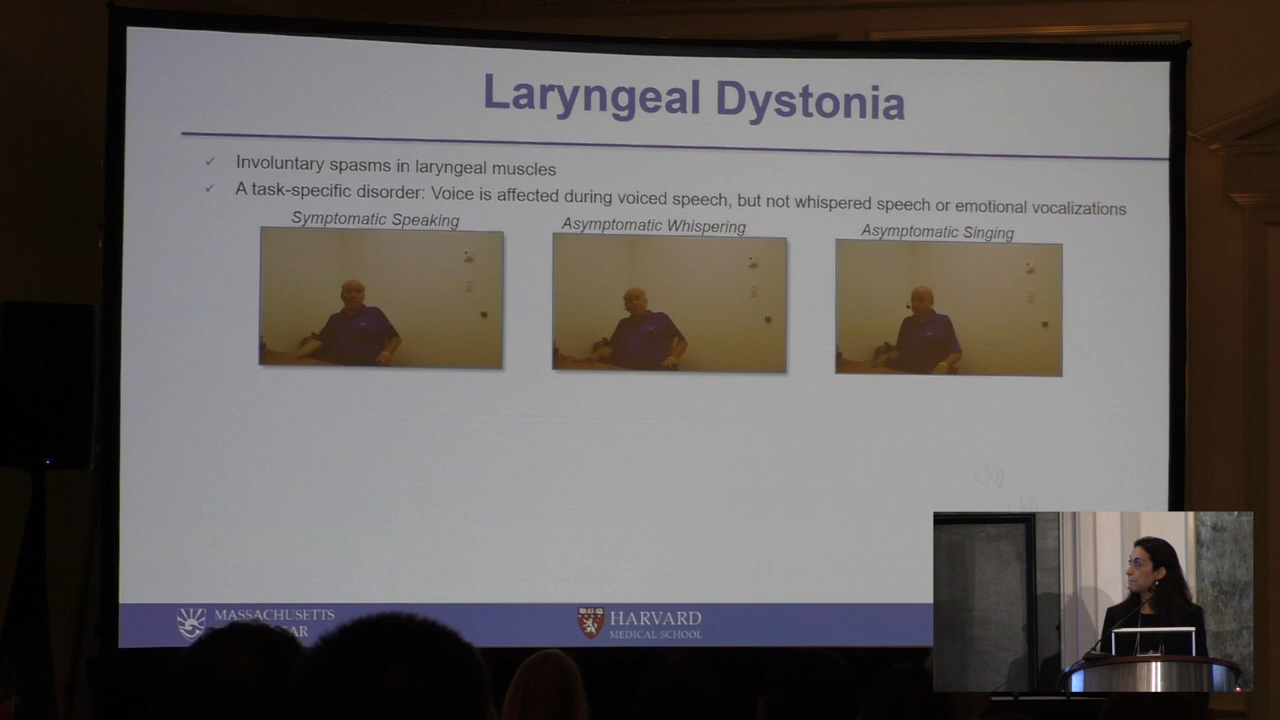 Laryngeal Dystonia
✓ Involuntary spasms in laryngeal muscles
✓ A task-specific disorder: Voice is affected during voiced speech, but not whispered speech or emotional vocalizations
Symptomatic Speaking
Asymptomatic Whispering
Asymptomatic Singing
MASSACHUSETTS
HARVARD
MEDICAL SCHOOL